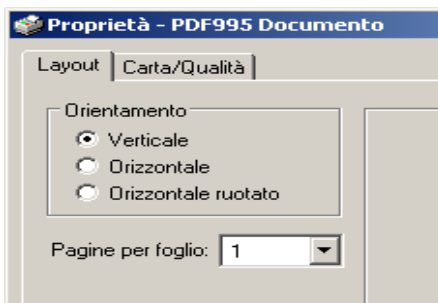 Proprietà - PDF995 Documento
Layout Carta/Qualità
Orientamento
Verticale
Orizzontale
Orizzontale ruotato
Pagine per foglio: 1